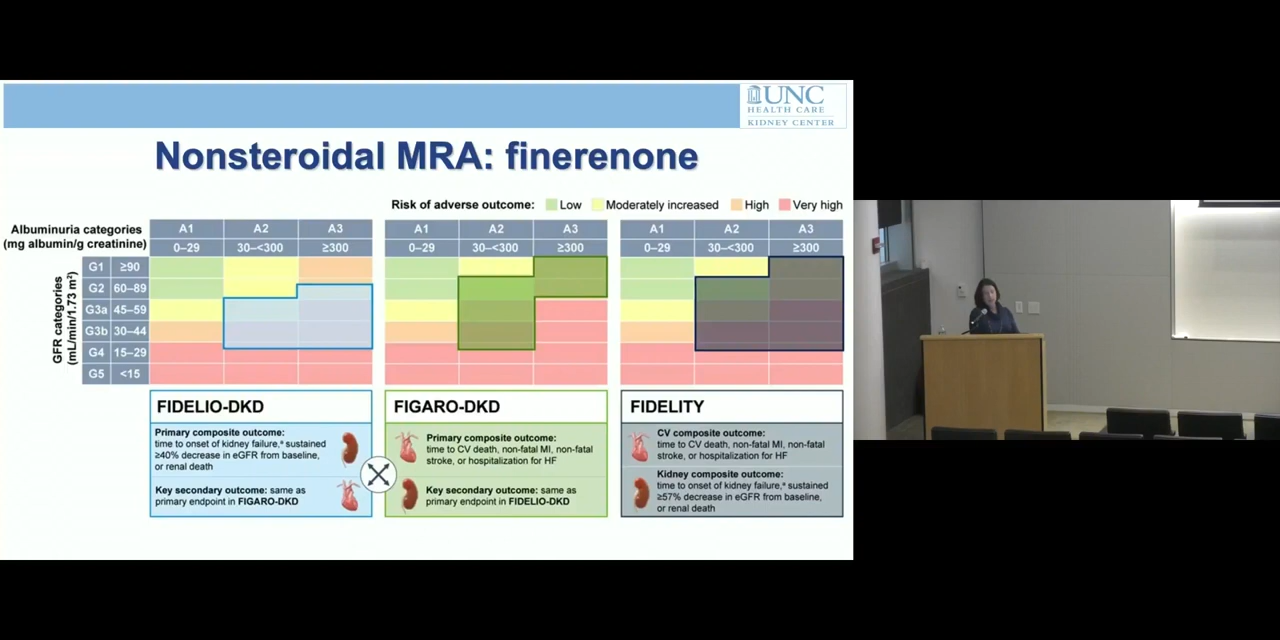 UNC
HEALTH CARE
KIDNEY CENTER
Nonsteroidal MRA: finerenone
Risk of adverse outcome: Low Moderately increased High Very high
Albuminuria categories
(mg albumin/g creatinine)
A1 A2 A3
0–29 30–<300 ≥300
A1 A2 A3
0–29 30–<300 ≥300
A1 A2 A3
0–29 30–<300 ≥300
GFR categories
(mL/min/1.73 m²)
G1 ≥90
G2 60–89
G3a 45–59
G3b 30–44
G4 15–29
G5 <15
FIDELIO-DKD
Primary composite outcome:
time to onset of kidney failure,ᵃ sustained
≥40% decrease in eGFR from baseline,
or renal death
Key secondary outcome: same as
primary endpoint in FIGARO-DKD
FIGARO-DKD
Primary composite outcome:
time to CV death, non-fatal MI, non-fatal
stroke, or hospitalization for HF
Key secondary outcome: same as
primary endpoint in FIDELIO-DKD
FIDELITY
CV composite outcome:
time to CV death, non-fatal MI, non-fatal
stroke, or hospitalization for HF
Kidney composite outcome:
time to onset of kidney failure,ᵃ sustained
≥57% decrease in eGFR from baseline,
or renal death